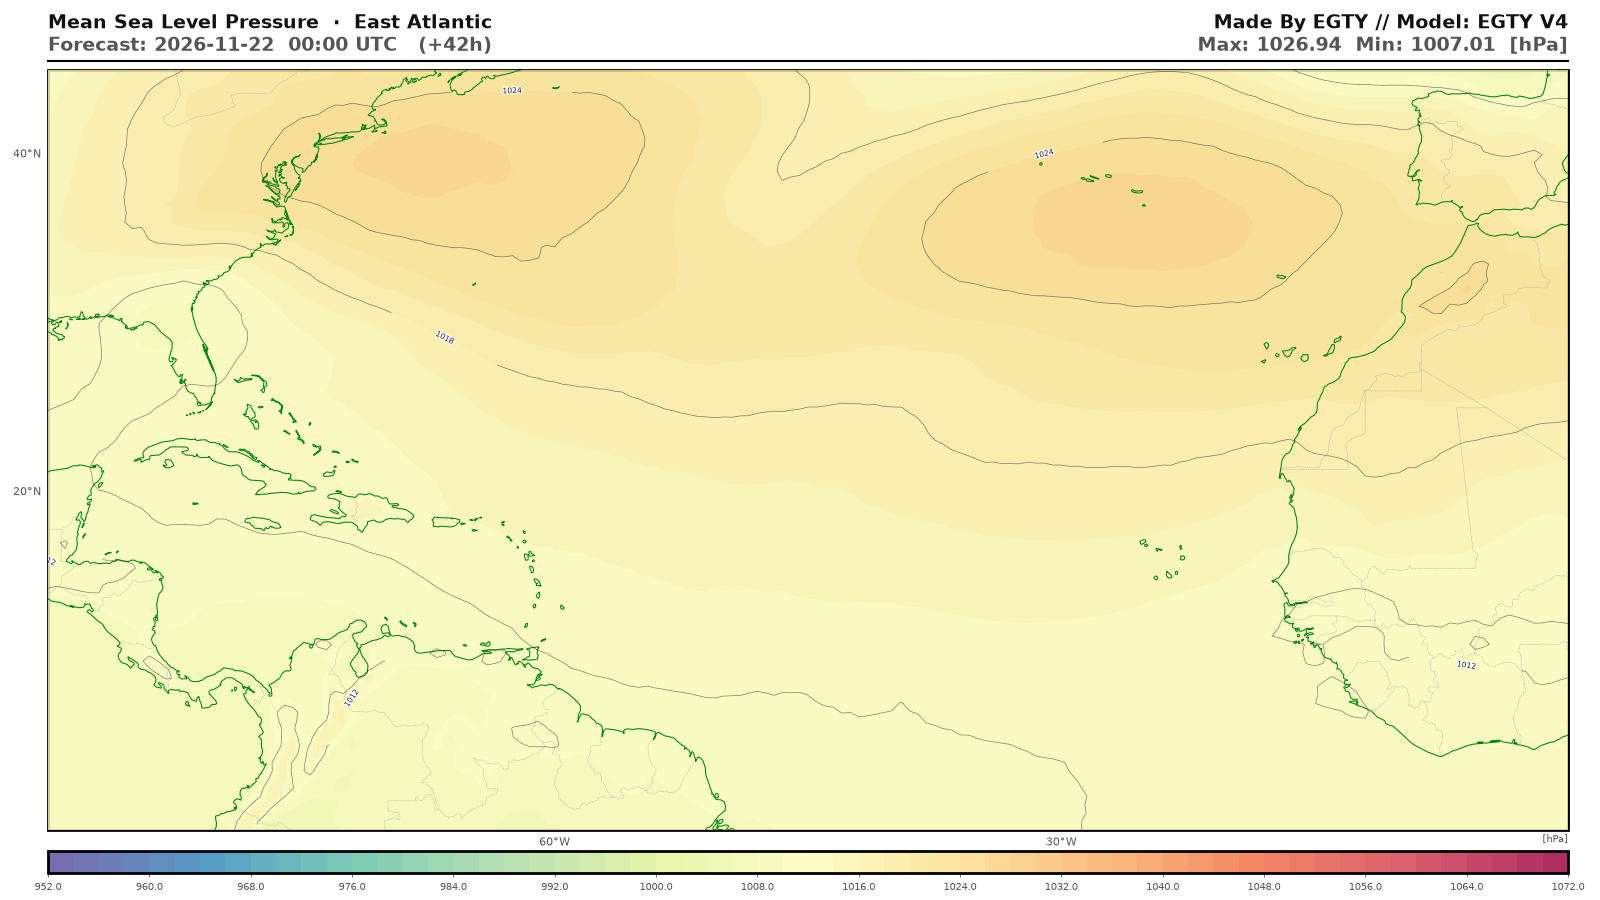 Mean Sea Level Pressure · East Atlantic
Made By EGTY // Model: EGTY V4
Forecast: 2026-11-22 00:00 UTC (+42h)
Max: 1026.94 Min: 1007.01 [hPa]
1024
40°N
1024
1018
20°N
12
1012
1012
60°W
30°W
[hPa]
952.0 960.0 968.0 976.0 984.0 992.0 1000.0 1008.0 1016.0 1024.0 1032.0 1040.0 1048.0 1056.0 1064.0 1072.0